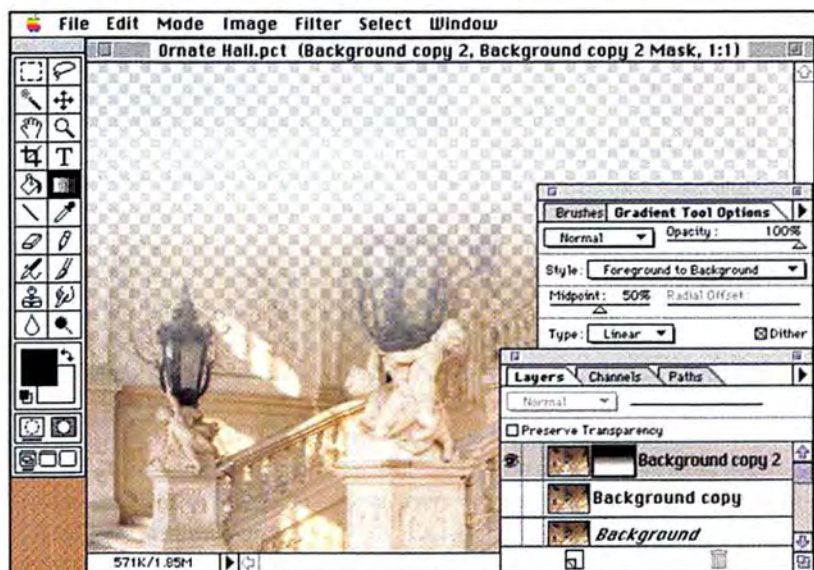 File Edit Mode Image Filter Select Window
Ornate Hall.pct (Background copy 2, Background copy 2 Mask, 1:1)
T
Brushes Gradient Tool Options
Normal Opacity: 100%
Style: Foreground to Background
Midpoint: 50% Radial Offset:
Type: Linear Dither
Layers Channels Paths
Normal
Preserve Transparency
Background copy 2
Background copy
Background
571K/1.85M